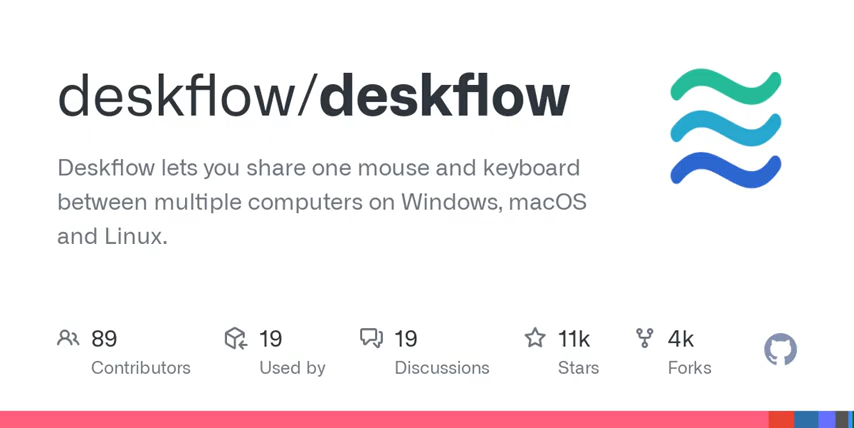 deskflow/deskflow
Deskflow lets you share one mouse and keyboard
between multiple computers on Windows, macOS
and Linux.
89
Contributors
19
Used by
19
Discussions
11k
Stars
4k
Forks